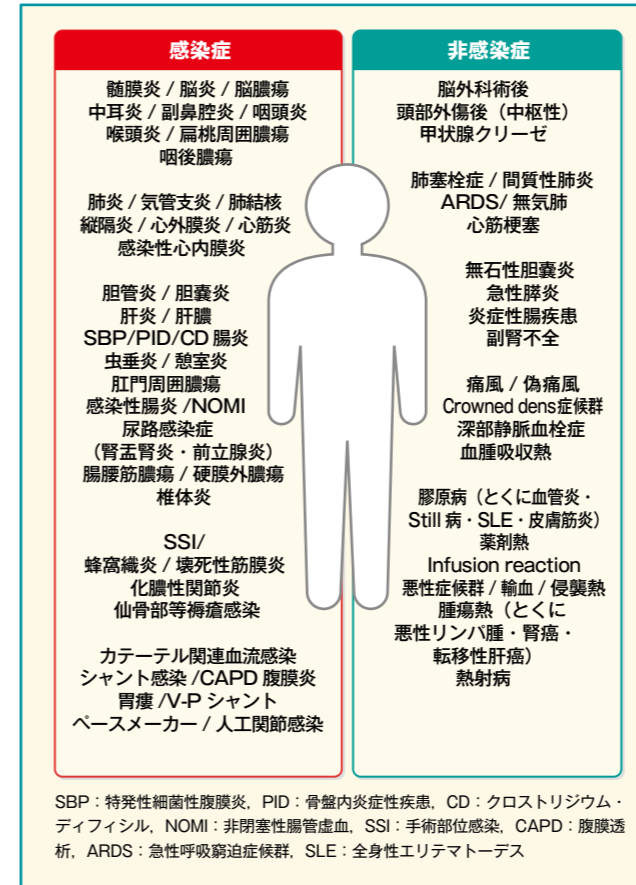 感染症
髄膜炎 / 脳炎 / 脳膿瘍
中耳炎 / 副鼻腔炎 / 咽頭炎
喉頭炎 / 扁桃周囲膿瘍
咽後膿瘍
肺炎 / 気管支炎 / 肺結核
縦隔炎 / 心外膜炎 / 心筋炎
感染性心内膜炎
胆管炎 / 胆嚢炎
肝炎 / 肝膿
SBP/PID/CD 腸炎
虫垂炎 / 憩室炎
肛門周囲膿瘍
感染性腸炎 /NOMI
尿路感染症
（腎盂腎炎・前立腺炎）
腸腰筋膿瘍 / 硬膜外膿瘍
椎体炎
SSI/
蜂窩織炎 / 壊死性筋膜炎
化膿性関節炎
仙骨部等褥瘡感染
カテーテル関連血流感染
シャント感染 /CAPD 腹膜炎
胃瘻 /V-P シャント
ペースメーカー / 人工関節感染
非感染症
脳外科術後
頭部外傷後（中枢性）
甲状腺クリーゼ
肺塞栓症 / 間質性肺炎
ARDS/ 無気肺
心筋梗塞
無石性胆嚢炎
急性膵炎
炎症性腸疾患
副腎不全
痛風 / 偽痛風
Crowned dens症候群
深部静脈血栓症
血腫吸収熱
膠原病（とくに血管炎・
Still 病・SLE・皮膚筋炎）
薬剤熱
Infusion reaction
悪性症候群 / 輸血 / 侵襲熱
腫瘍熱（とくに
悪性リンパ腫・腎癌・
転移性肝癌）
熱射病
SBP：特発性細菌性腹膜炎，PID：骨盤内炎症性疾患，CD：クロストリジウム・
ディフィシル，NOMI：非閉塞性腸管虚血，SSI：手術部位感染，CAPD：腹膜透
析，ARDS：急性呼吸窮迫症候群，SLE：全身性エリテマトーデス